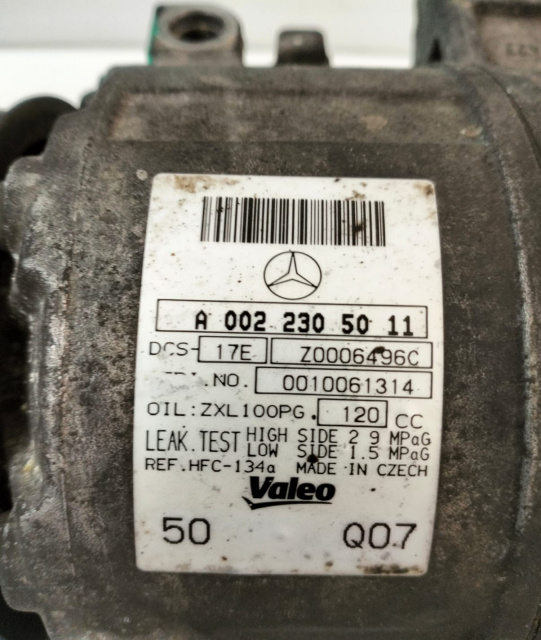 A 002 230 50 11
DCS- 17E Z0006496C
.NO. 0010061314
OIL: ZXL100PG. 120 CC
LEAK.TEST HIGH SIDE 2 9 MPaG
LOW SIDE 1.5 MPaG
REF.HFC-134a MADE IN CZECH
Valeo
50 Q07